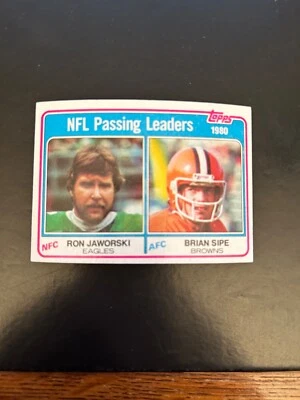 topps
NFL Passing Leaders 1980
NFC RON JAWORSKI
EAGLES
AFC BRIAN SIPE
BROWNS